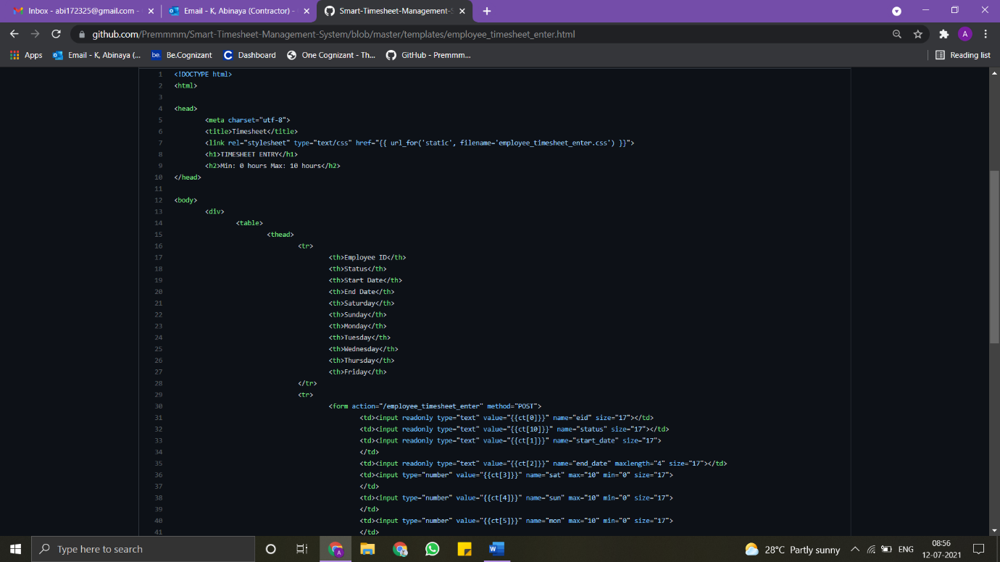 Inbox - abi172325@gmail.com -
Email - K, Abinaya (Contractor) -
Smart-Timesheet-Management-S
github.com/Premmmm/Smart-Timesheet-Management-System/blob/master/templates/employee_timesheet_enter.html
A
Apps
Email - K, Abinaya (...
be. Be.Cognizant
C Dashboard
One Cognizant - Th...
GitHub - Premmm...
Reading list
1 <!DOCTYPE html>
2 <html>
3
4 <head>
5 <meta charset="utf-8">
6 <title>Timesheet</title>
7 <link rel="stylesheet" type="text/css" href="{{ url_for('static', filename='employee_timesheet_enter.css') }}">
8 <h1>TIMESHEET ENTRY</h1>
9 <h2>Min: 0 hours Max: 10 hours</h2>
10 </head>
11
12 <body>
13 <div>
14 <table>
15 <thead>
16 <tr>
17 <th>Employee ID</th>
18 <th>Status</th>
19 <th>Start Date</th>
20 <th>End Date</th>
21 <th>Saturday</th>
22 <th>Sunday</th>
23 <th>Monday</th>
24 <th>Tuesday</th>
25 <th>Wednesday</th>
26 <th>Thursday</th>
27 <th>Friday</th>
28 </tr>
29 <tr>
30 <form action="/employee_timesheet_enter" method="POST">
31 <td><input readonly type="text" value="{{ct[0]}}" name="eid" size="17"></td>
32 <td><input readonly type="text" value="{{ct[10]}}" name="status" size="17"></td>
33 <td><input readonly type="text" value="{{ct[1]}}" name="start_date" size="17">
34 </td>
35 <td><input readonly type="text" value="{{ct[2]}}" name="end_date" maxlength="4" size="17"></td>
36 <td><input type="number" value="{{ct[3]}}" name="sat" max="10" min="0" size="17">
37 </td>
38 <td><input type="number" value="{{ct[4]}}" name="sun" max="10" min="0" size="17">
39 </td>
40 <td><input type="number" value="{{ct[5]}}" name="mon" max="10" min="0" size="17">
41 </td>
Type here to search
A
W
28°C Partly sunny
ENG
08:56
12-07-2021